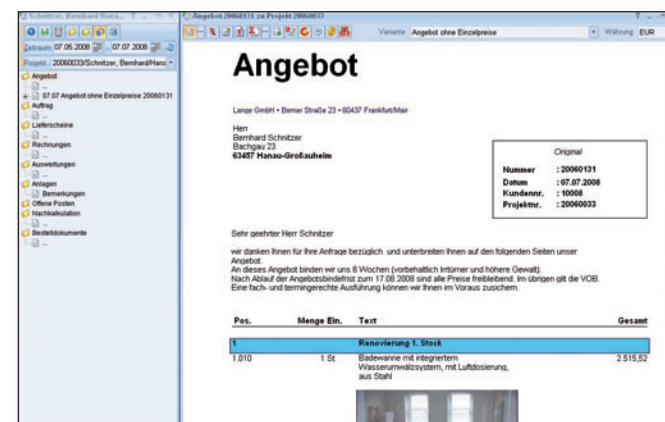 Schnitzer, Bernhard/Hana...
Zeitraum 07.05.2008 .. 07.07.2008
Projekt 20060033/Schnitzer, Bernhard/Hana
Angebot
...
07.07 Angebot ohne Einzelpreise 20060131
Auftrag
...
Lieferscheine
...
Rechnungen
...
Auswertungen
...
Anlagen
Bemerkungen
Offene Posten
Nachkalkulation
...
Bestelldokumente
...
Angebot 20060131 zu Projekt 20060033
Variante Angebot ohne Einzelpreise Währung EUR
Angebot
Lange GmbH • Berner Straße 23 • 60437 Frankfurt/Mair
Herr
Bernhard Schnitzer
Bachgau 23
63457 Hanau-Großauheim
Original
Nummer : 20060131
Datum : 07.07.2008
Kundennr. : 10008
Projektnr. : 20060033
Sehr geehrter Herr Schnitzer
wir danken Ihnen für Ihre Anfrage bezüglich und unterbreiten Ihnen auf den folgenden Seiten unser
Angebot.
An dieses Angebot binden wir uns 6 Wochen (vorbehaltlich Irrtümer und höhere Gewalt).
Nach Ablauf der Angebotsbindefrist zum 17.08.2008 sind alle Preise freibleibend. Im übrigen gilt die VOB.
Eine fach- und termingerechte Ausführung können wir Ihnen im Voraus zusichern.
Pos. Menge Ein. Text Gesamt
1 Renovierung 1. Stock
1.010 1 St Badewanne mit integriertem 2.515,52
Wasserumwälzsystem, mit Luftdosierung,
aus Stahl